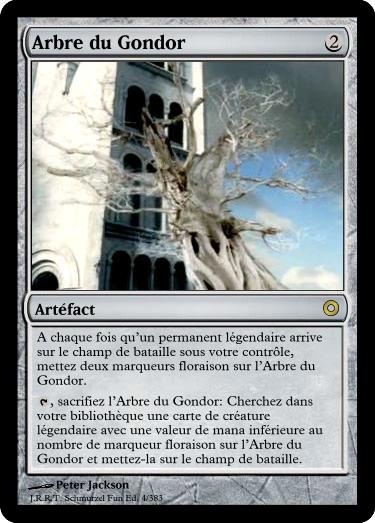 Arbre du Gondor
2
Artéfact
A chaque fois qu'un permanent légendaire arrive
sur le champ de bataille sous votre contrôle,
mettez deux marqueurs floraison sur l'Arbre du
Gondor.
, sacrifiez l'Arbre du Gondor: Cherchez dans
votre bibliothèque une carte de créature
légendaire avec une valeur de mana inférieure au
nombre de marqueur floraison sur l'Arbre du
Gondor et mettez-la sur le champ de bataille.
Peter Jackson
J.R.R.T. Schmurzel Fun Ed. 4/383